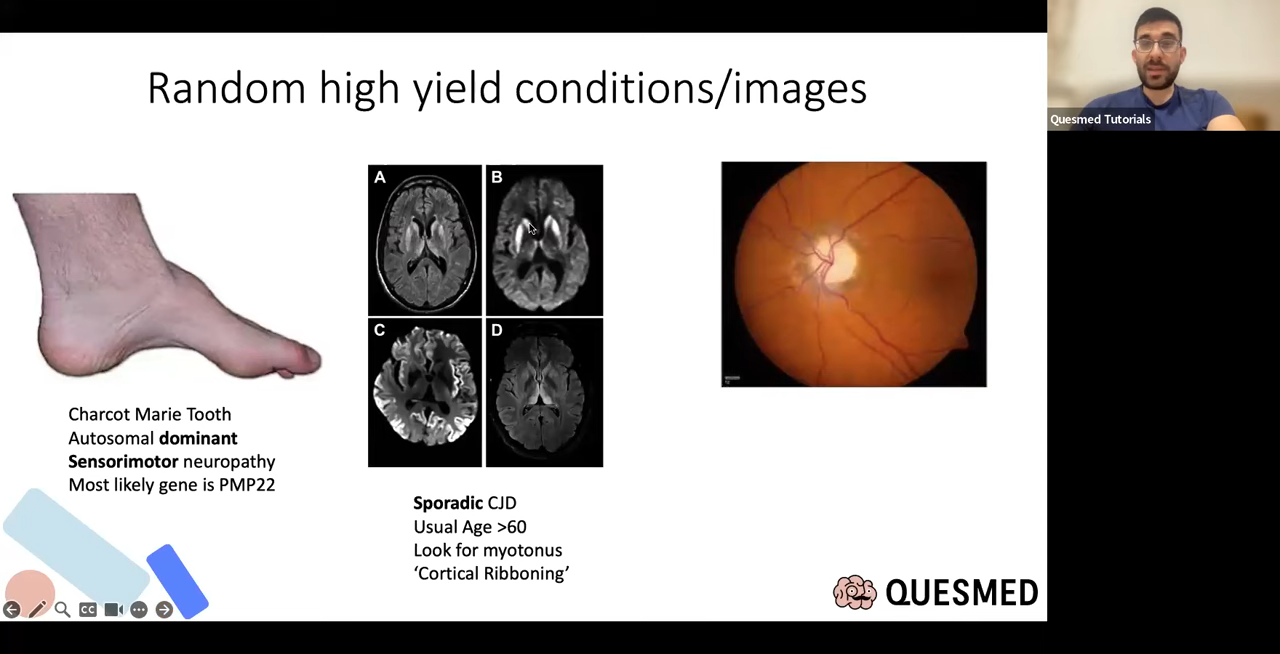 Random high yield conditions/images
Quesmed Tutorials
A
B
C
D
Charcot Marie Tooth
Autosomal dominant
Sensorimotor neuropathy
Most likely gene is PMP22
Sporadic CJD
Usual Age >60
Look for myotonus
‘Cortical Ribboning’
CC
QUESMED